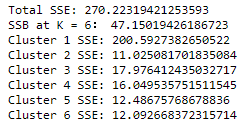 Total SSE: 270.22319421253593
SSB at K = 6:  47.15019426186723
Cluster 1 SSE: 200.5927382650522
Cluster 2 SSE: 11.025081701835084
Cluster 3 SSE: 17.976412435032717
Cluster 4 SSE: 16.049535751511545
Cluster 5 SSE: 12.48675768678836
Cluster 6 SSE: 12.092668372315714